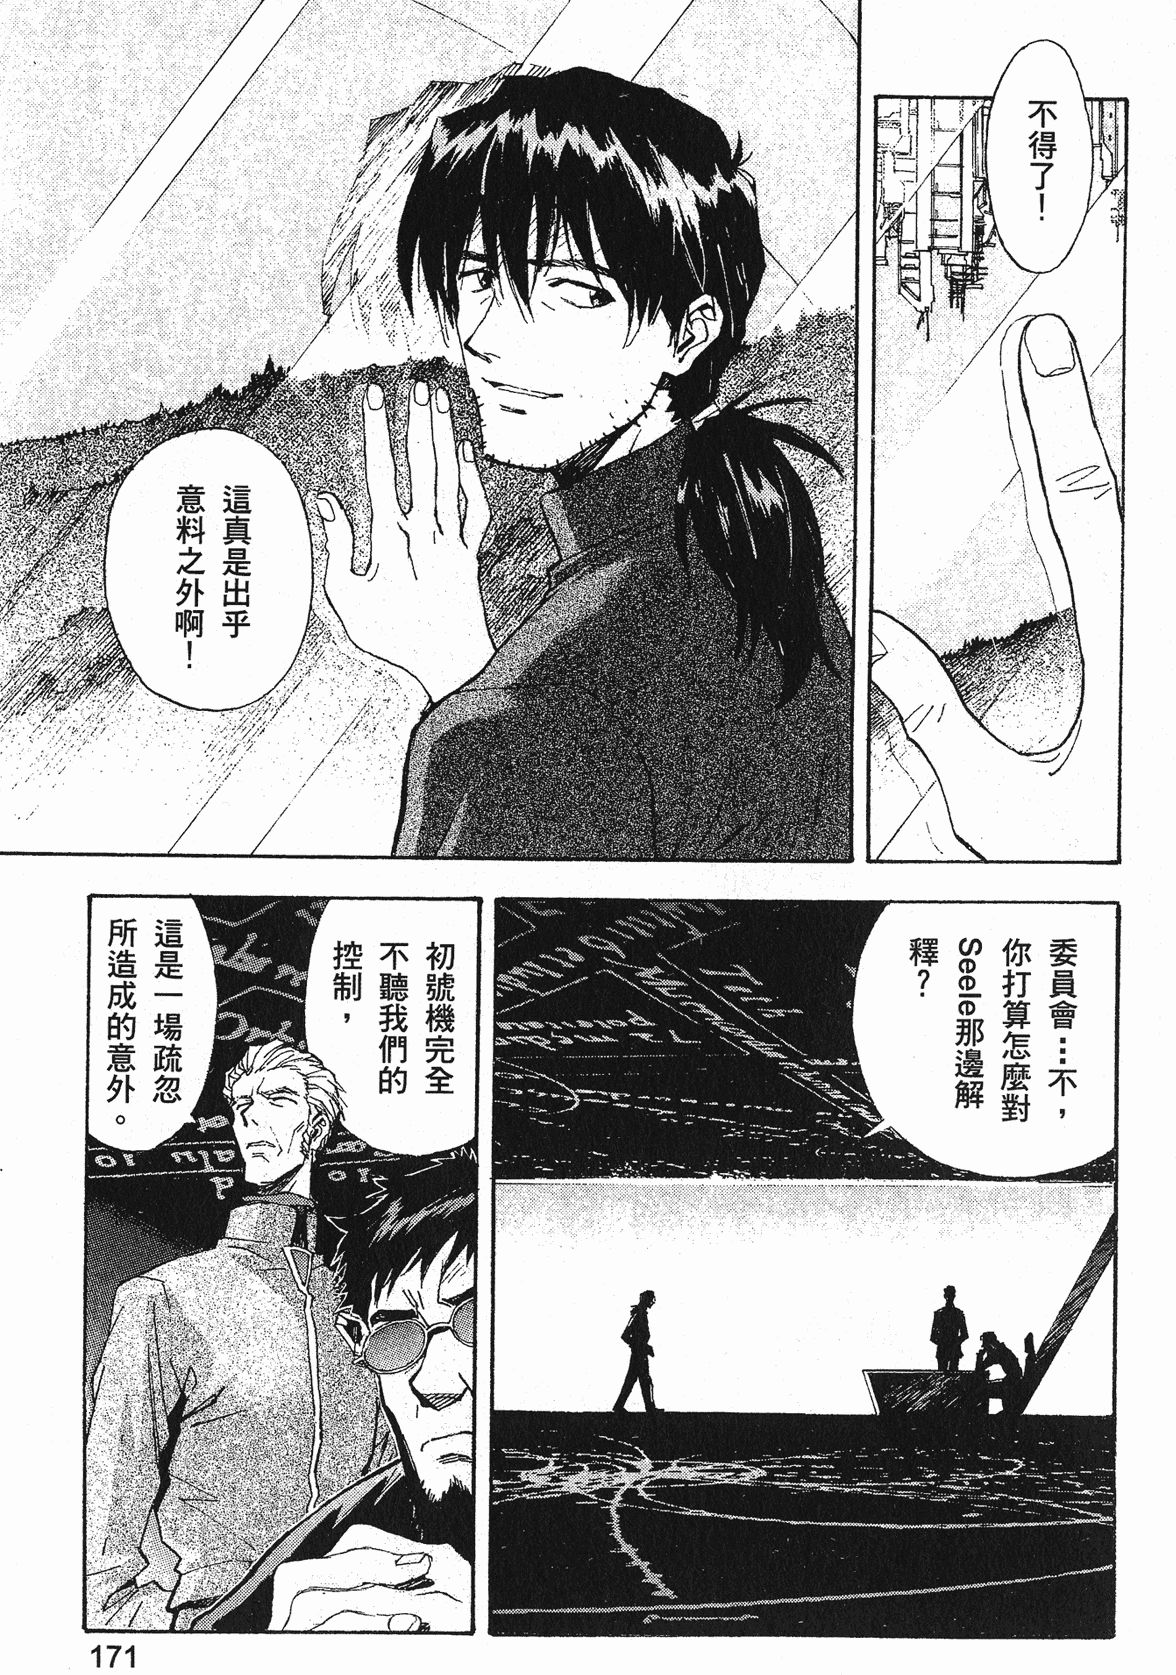 不得了！
這真是出乎
意料之外啊！
委員會…不，
你打算怎麼對
Seele那邊解
釋？
初號機完全
不聽我們的
控制，
這是一場疏忽
所造成的意外。
171